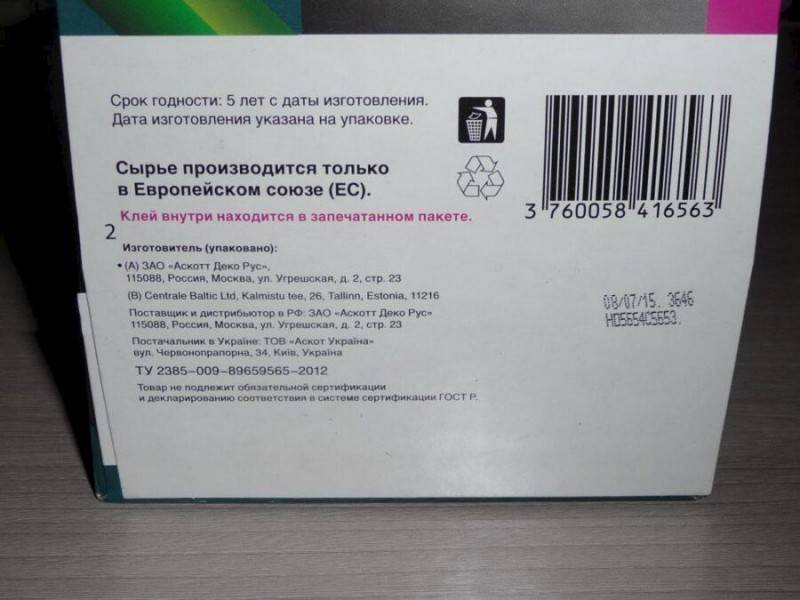 Срок годности: 5 лет с даты изготовления.
Дата изготовления указана на упаковке.
Сырье производится только
в Европейском союзе (ЕС).
Клей внутри находится в запечатанном пакете.
2
Изготовитель (упаковано):
• (А) ЗАО «Аскотт Деко Рус»,
115088, Россия, Москва, ул. Угрешская, д. 2, стр. 23
(B) Centrale Baltic Ltd, Kalmistu tee, 26, Tallinn, Estonia, 11216
Поставщик и дистрибьютор в РФ: ЗАО «Аскотт Деко Рус»
115088, Россия, Москва, ул. Угрешская, д. 2, стр. 23
Постачальник в Україне: ТОВ «Аскот Україна»
вул. Червонопрапорна, 34, Київ, Україна
ТУ 2385-009-89659565-2012
Товар не подлежит обязательной сертификации
и декларированию соответствия в системе сертификации ГОСТ Р.
3 760058 416563
08/07/15. 3646
HD5654C5653.